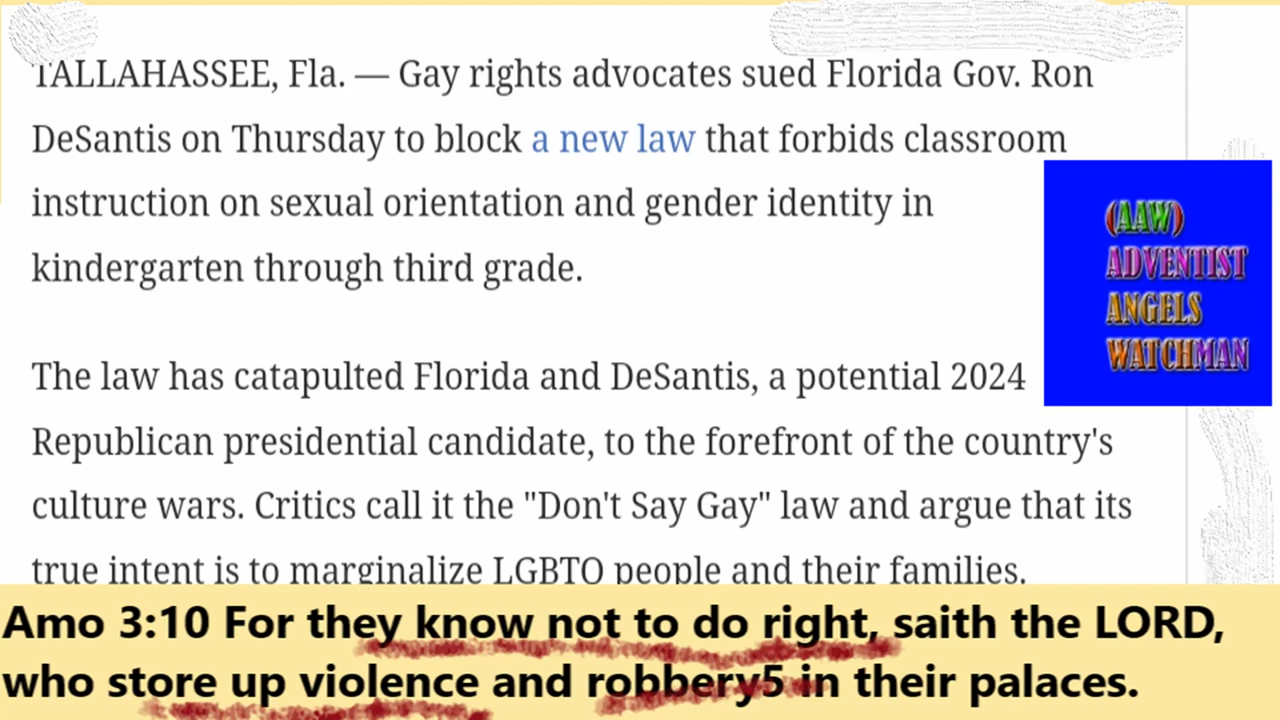 TALLAHASSEE, Fla. — Gay rights advocates sued Florida Gov. Ron
DeSantis on Thursday to block a new law that forbids classroom
instruction on sexual orientation and gender identity in
kindergarten through third grade.
(AAW)
ADVENTIST
ANGELS
WATCHMAN
The law has catapulted Florida and DeSantis, a potential 2024
Republican presidential candidate, to the forefront of the country's
culture wars. Critics call it the "Don't Say Gay" law and argue that its
true intent is to marginalize LGBTQ people and their families.
Amo 3:10 For they know not to do right, saith the LORD,
who store up violence and robbery5 in their palaces.